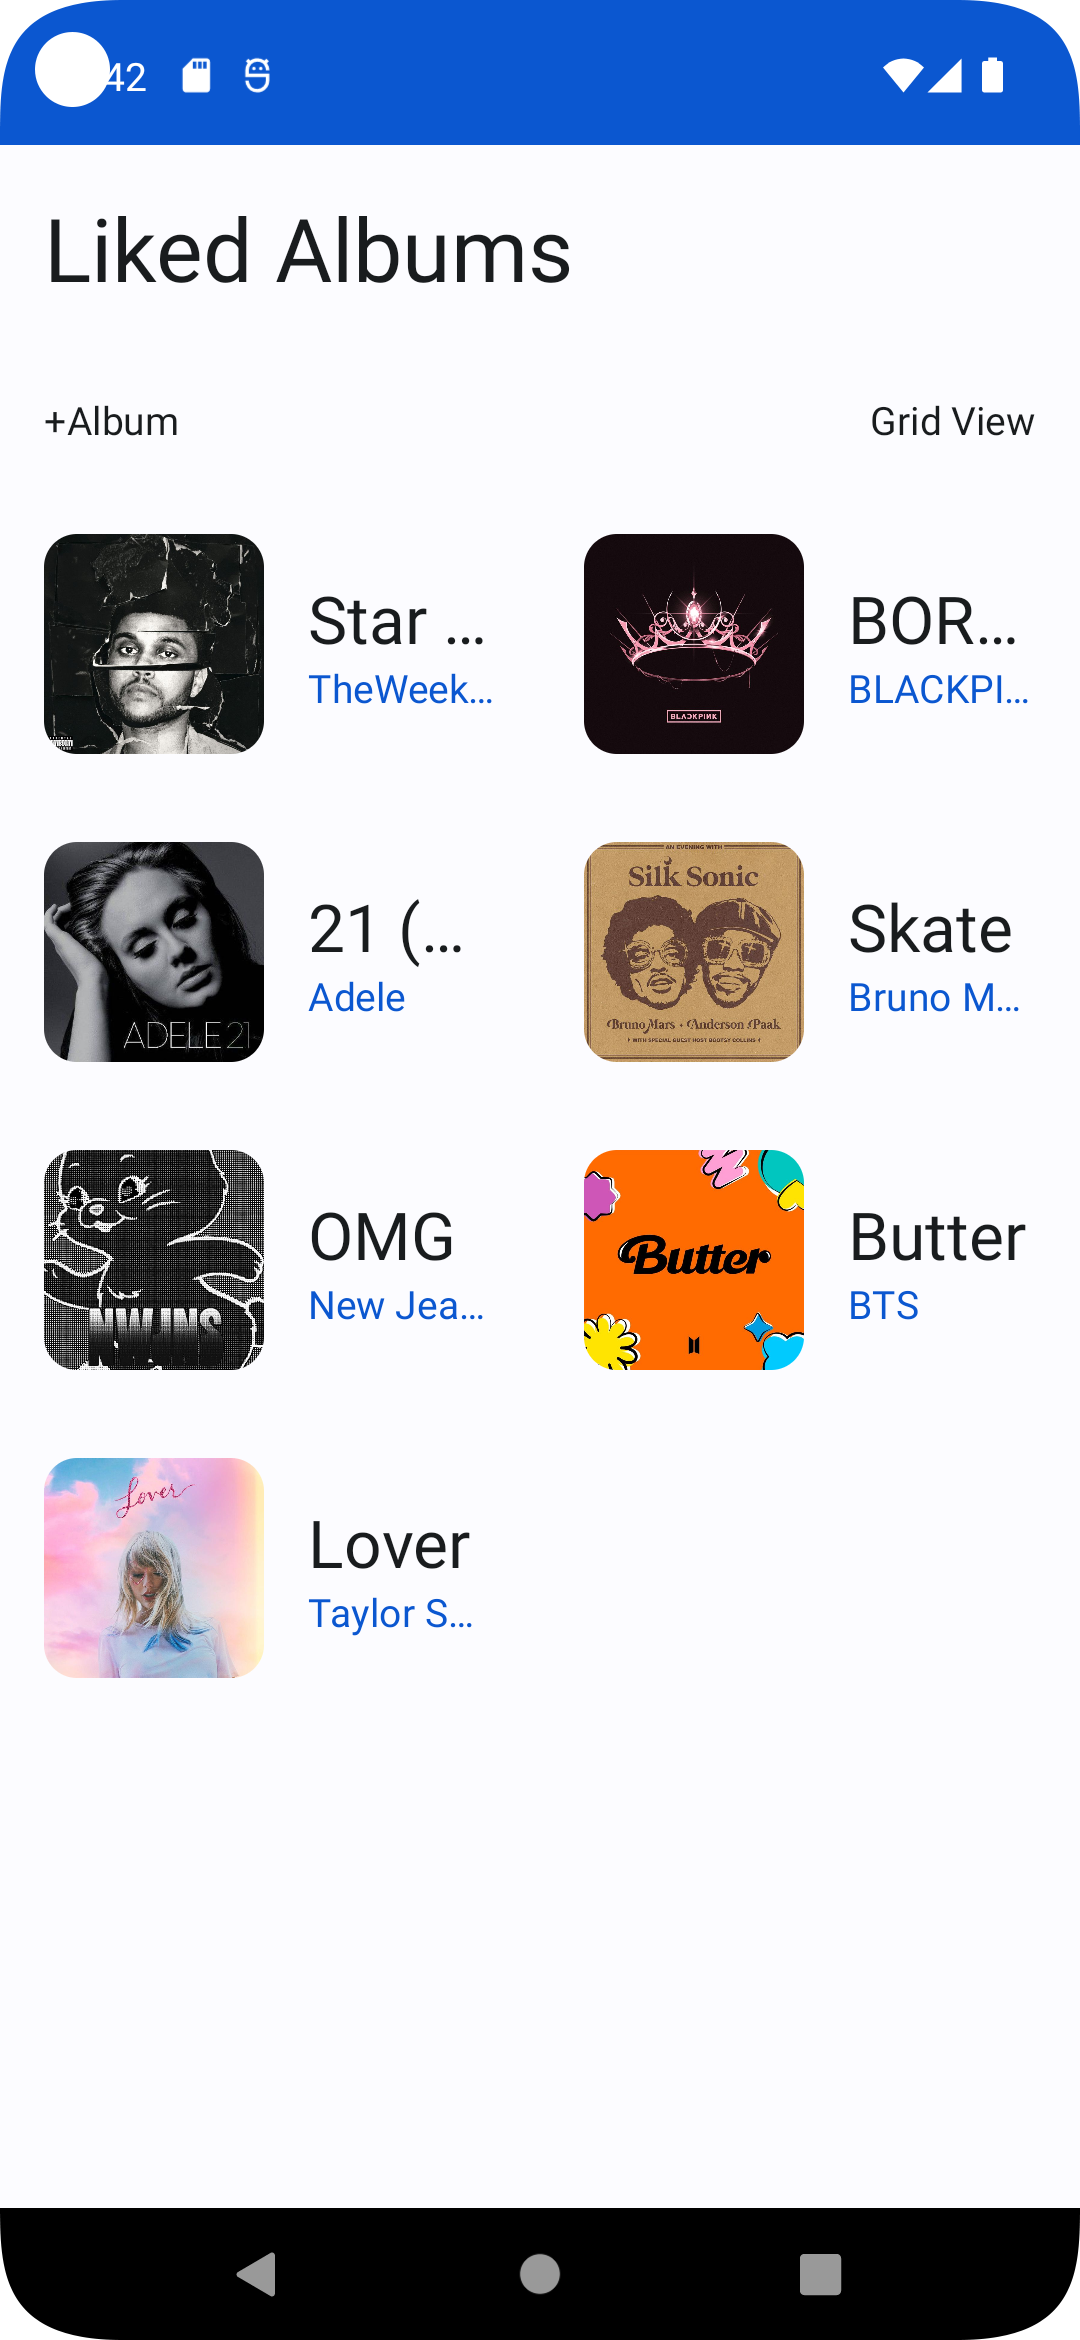 42
Liked Albums
+Album
Grid View
Star ...
TheWeek...
BLACKPINK
BOR...
BLACKPI...
ADELE 21
21 (...
Adele
AN EVENING WITH
Silk Sonic
Bruno Mars • Anderson .Paak
WITH SPECIAL GUEST HOST BOOTSY COLLINS
Skate
Bruno M...
NWJNS
OMG
New Jea...
Butter
Butter
BTS
Lover
Lover
Taylor S...